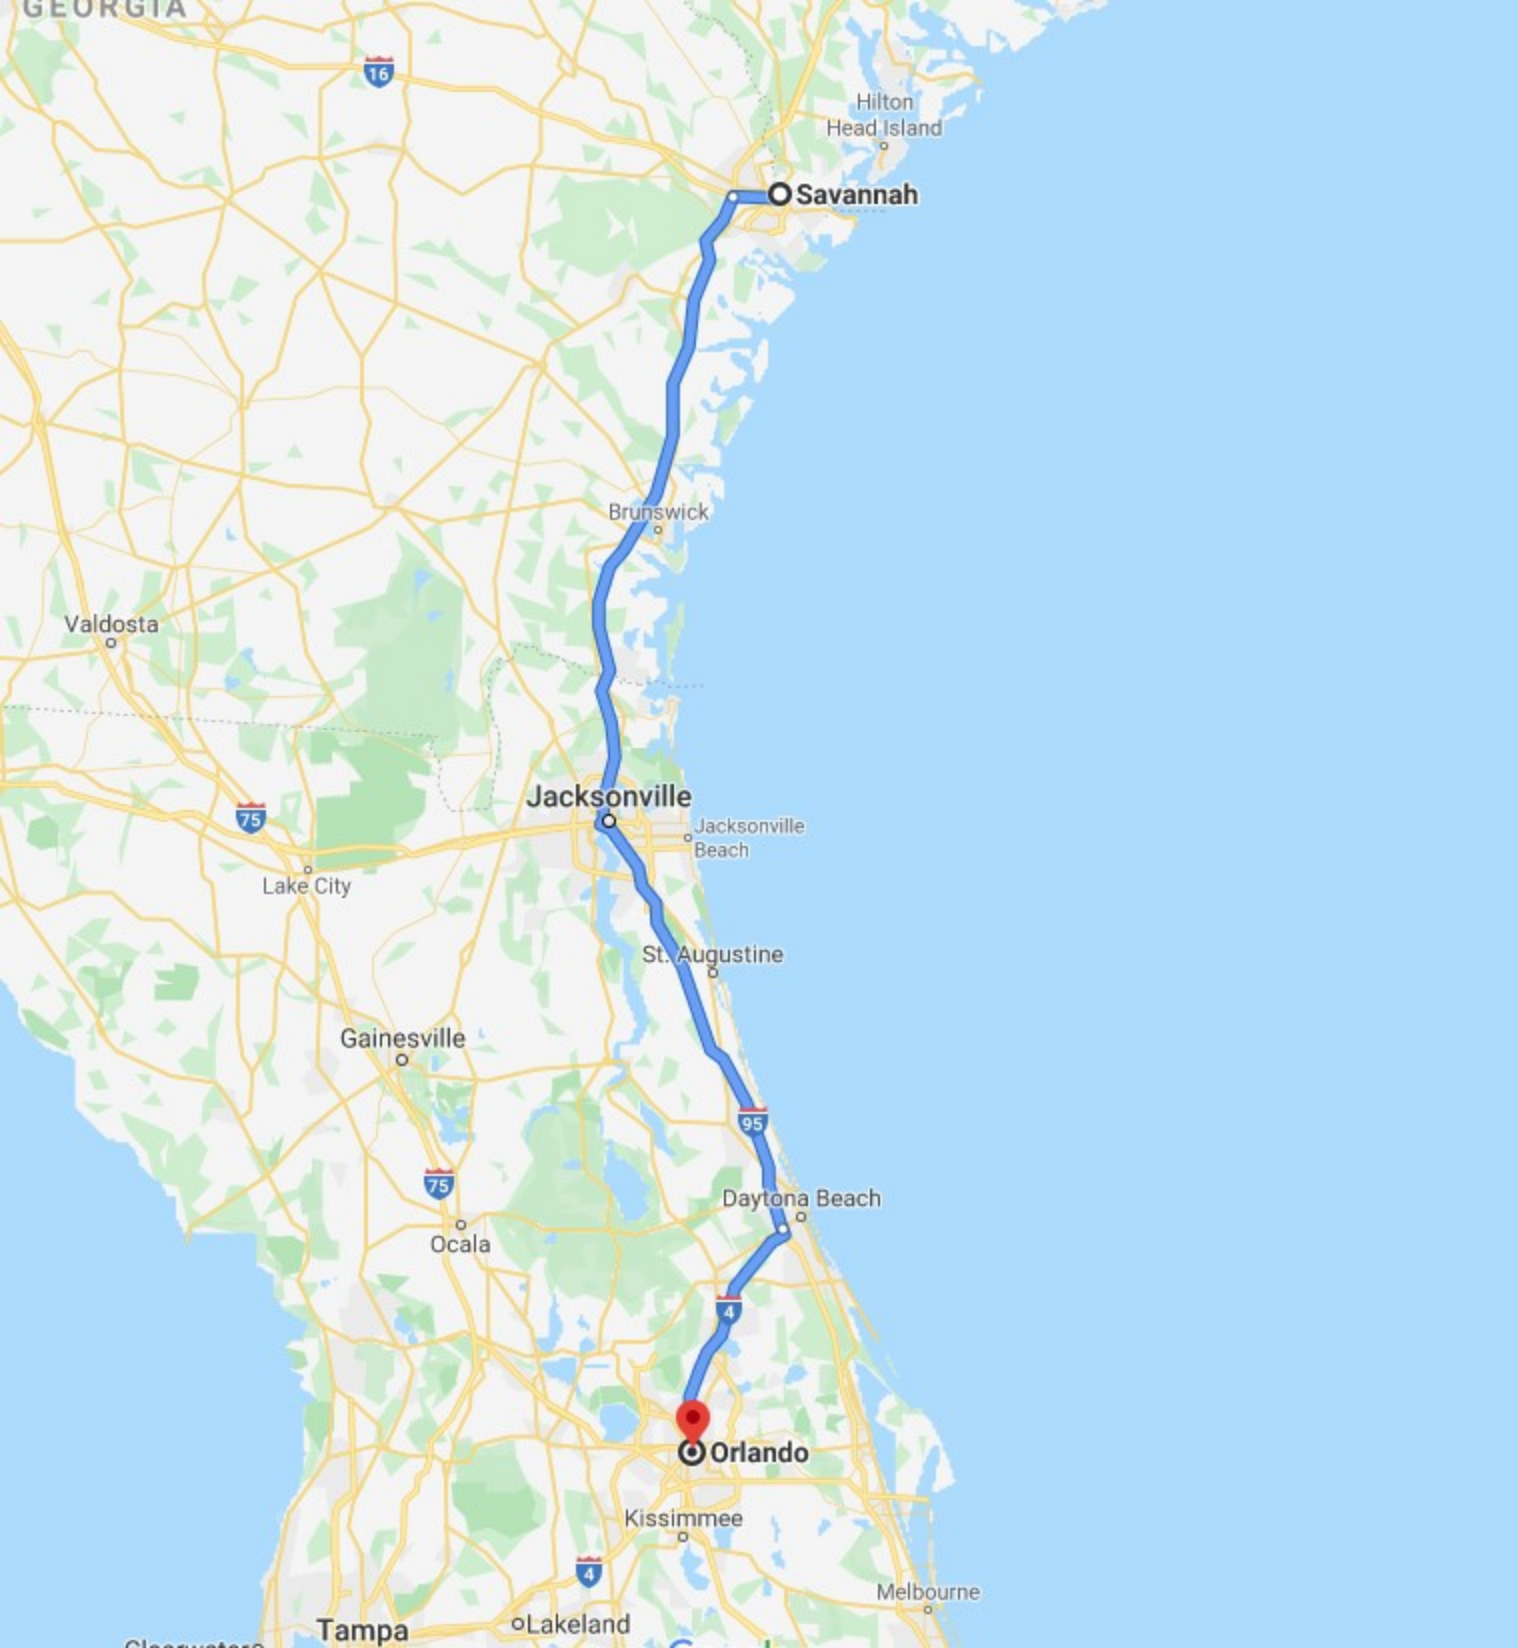 GEORGIA
16
Hilton
Head Island
Savannah
Brunswick
Valdosta
Jacksonville
75
Jacksonville
Beach
Lake City
St. Augustine
Gainesville
95
75
Daytona Beach
Ocala
4
Orlando
Kissimmee
4
Melbourne
Lakeland
Tampa